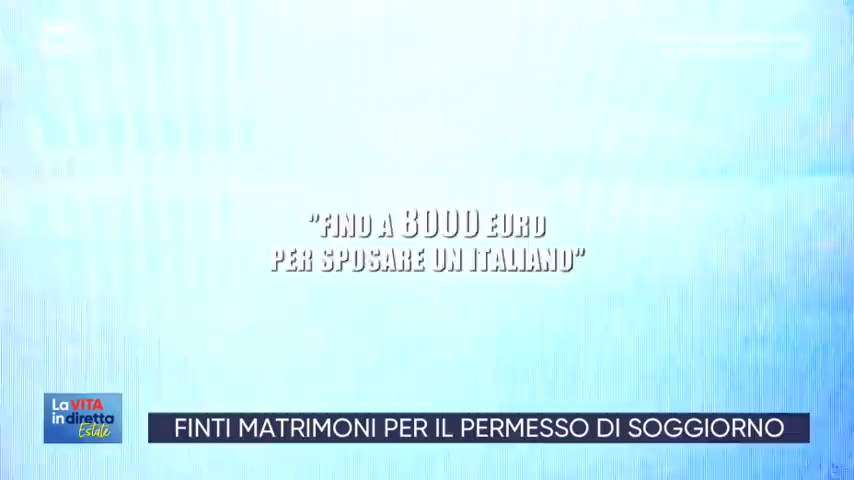 "FINO A 8000 EURO
PER SPOSARE UN ITALIANO"
La VITA
in diretta
Estate
FINTI MATRIMONI PER IL PERMESSO DI SOGGIORNO